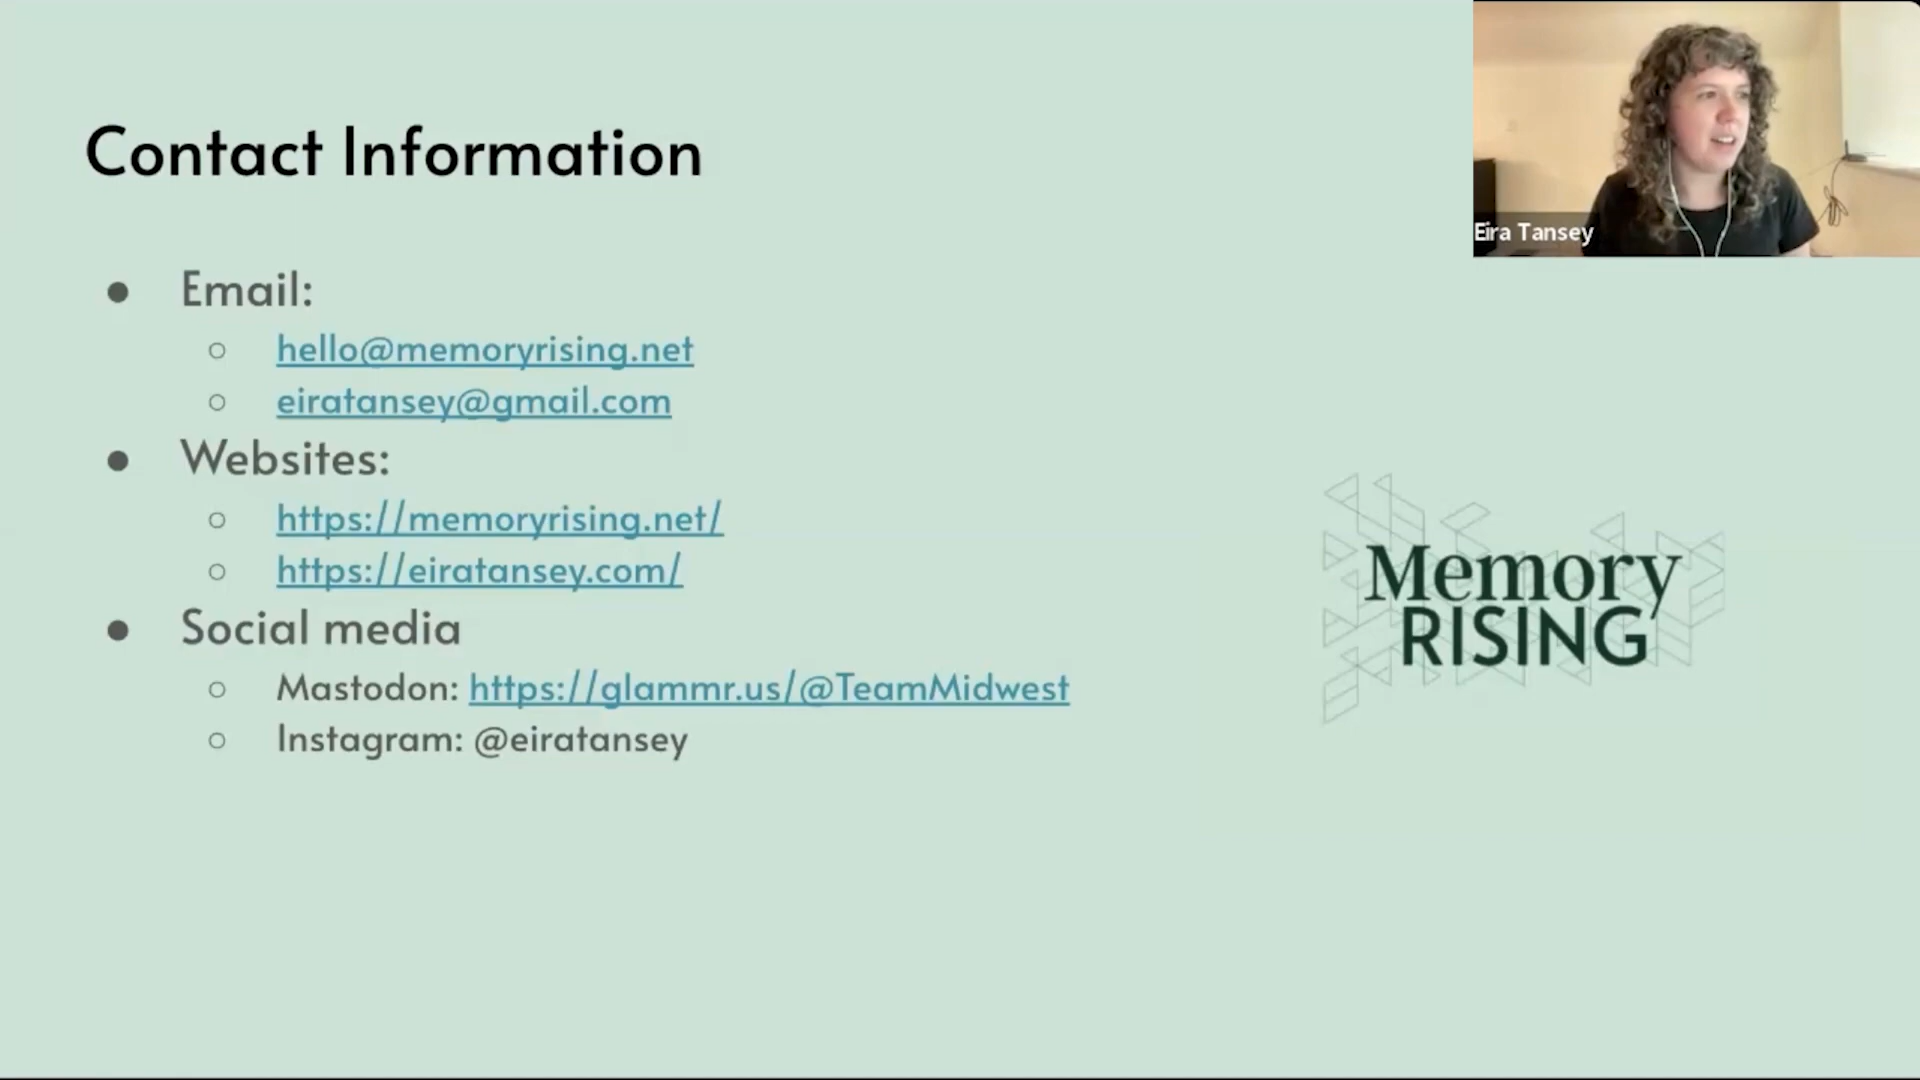 Contact Information
Email:
hello@memoryrising.net
eiratansey@gmail.com
Websites:
https://memoryrising.net/
https://eiratansey.com/
Social media
Mastodon: https://glammr.us/@TeamMidwest
Instagram: @eiratansey
Memory
RISING
Eira Tansey